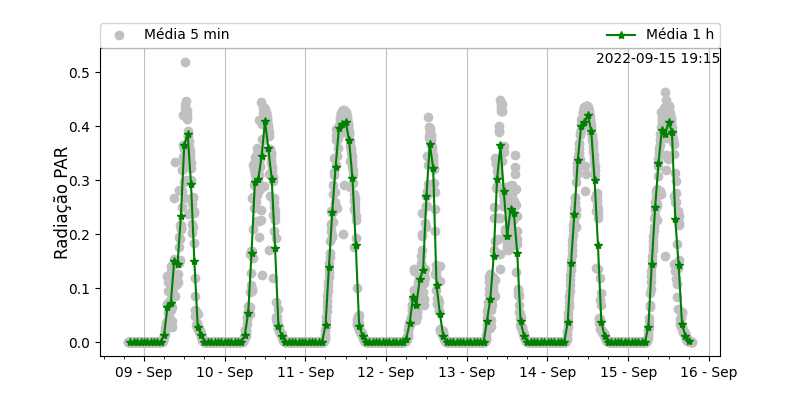 Média 5 min
Média 1 h
2022-09-15 19:15
Radiação PAR
0.5
0.4
0.3
0.2
0.1
0.0
09 - Sep
10 - Sep
11 - Sep
12 - Sep
13 - Sep
14 - Sep
15 - Sep
16 - Sep